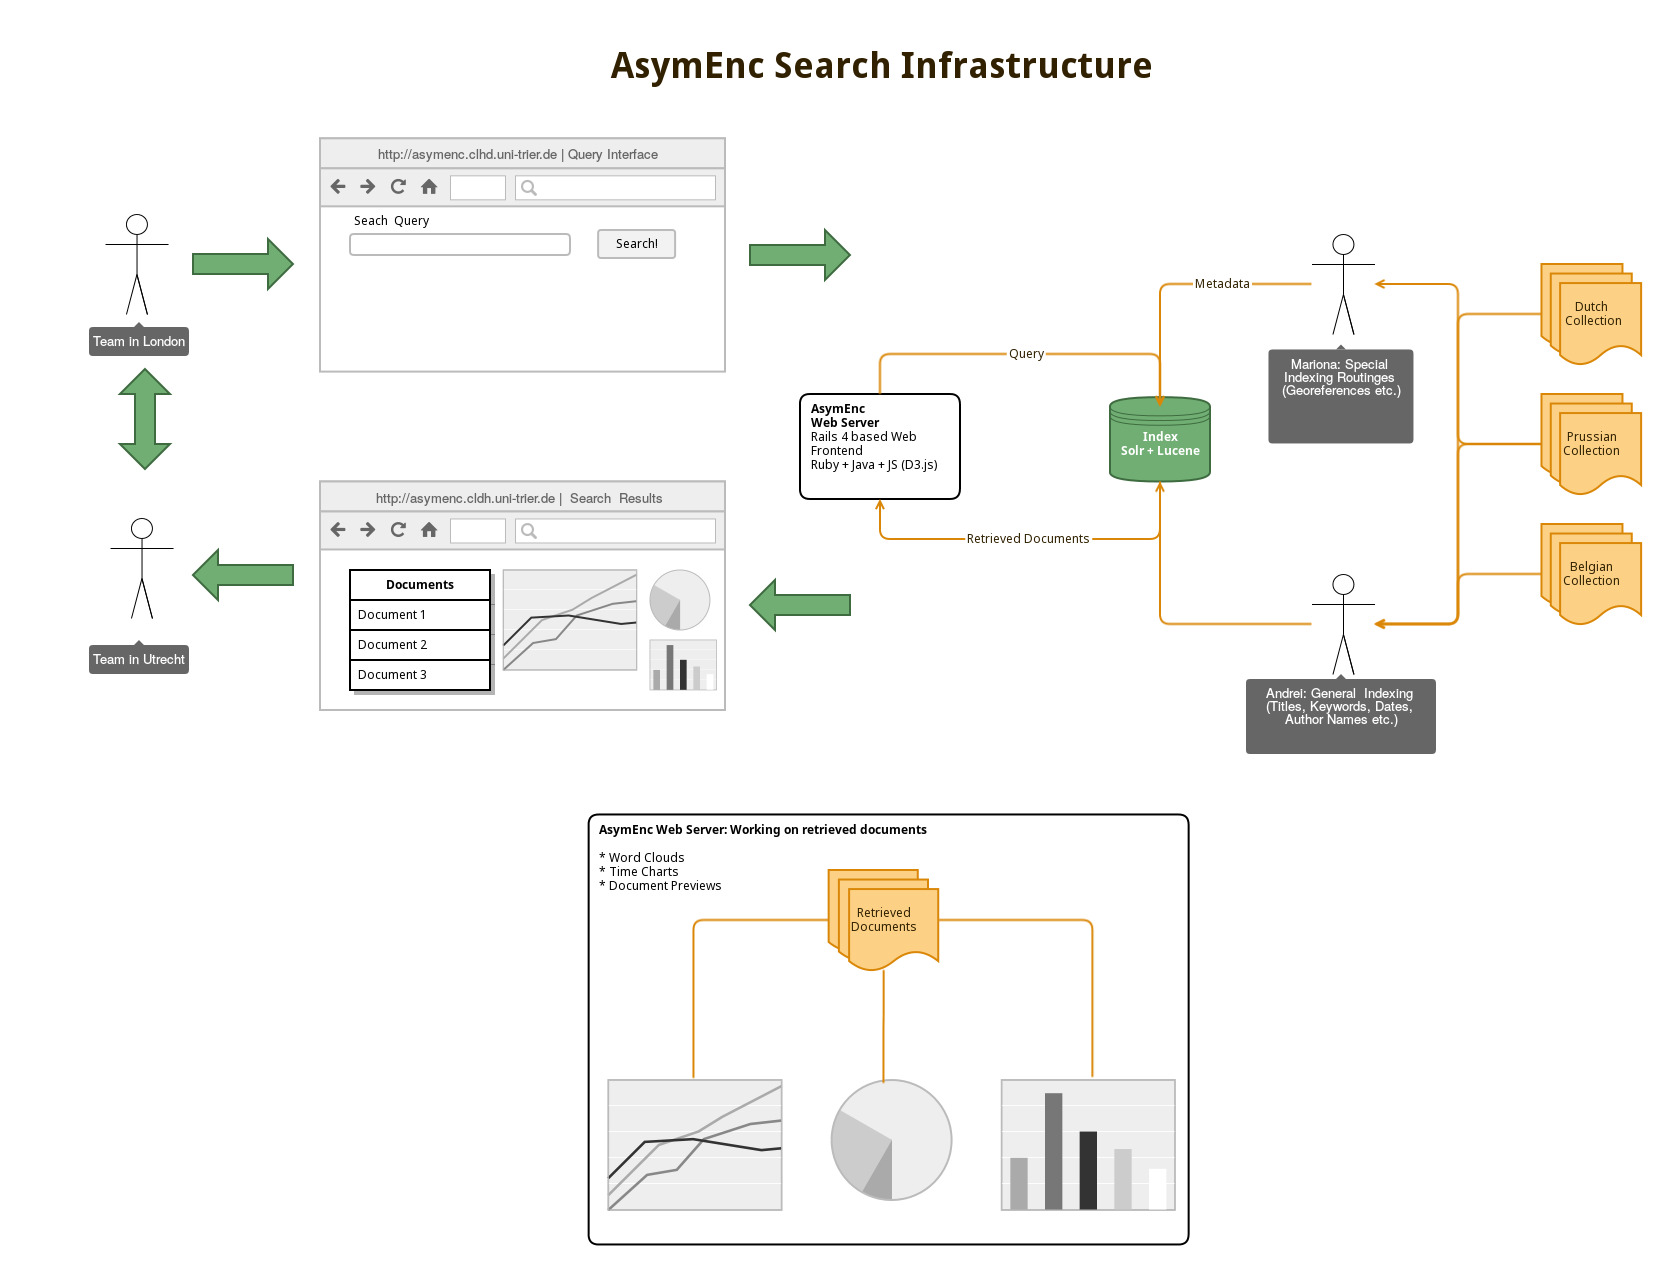 AsymEnc Search Infrastructure
http://asymenc.clhd.uni-trier.de | Query Interface
Seach  Query
Search!
Team in London
Metadata
Query
Mariona: Special
Indexing Routinges
(Georeferences etc.)
Dutch
Collection
Prussian
Collection
Belgian
Collection
AsymEnc
Web Server
Rails 4 based Web
Frontend
Ruby + Java + JS (D3.js)
Index
Solr + Lucene
Retrieved Documents
http://asymenc.cldh.uni-trier.de |  Search  Results
Documents
Document 1
Document 2
Document 3
Team in Utrecht
Andrei: General  Indexing
(Titles, Keywords, Dates,
Author Names etc.)
AsymEnc Web Server: Working on retrieved documents
* Word Clouds
* Time Charts
* Document Previews
Retrieved
Documents